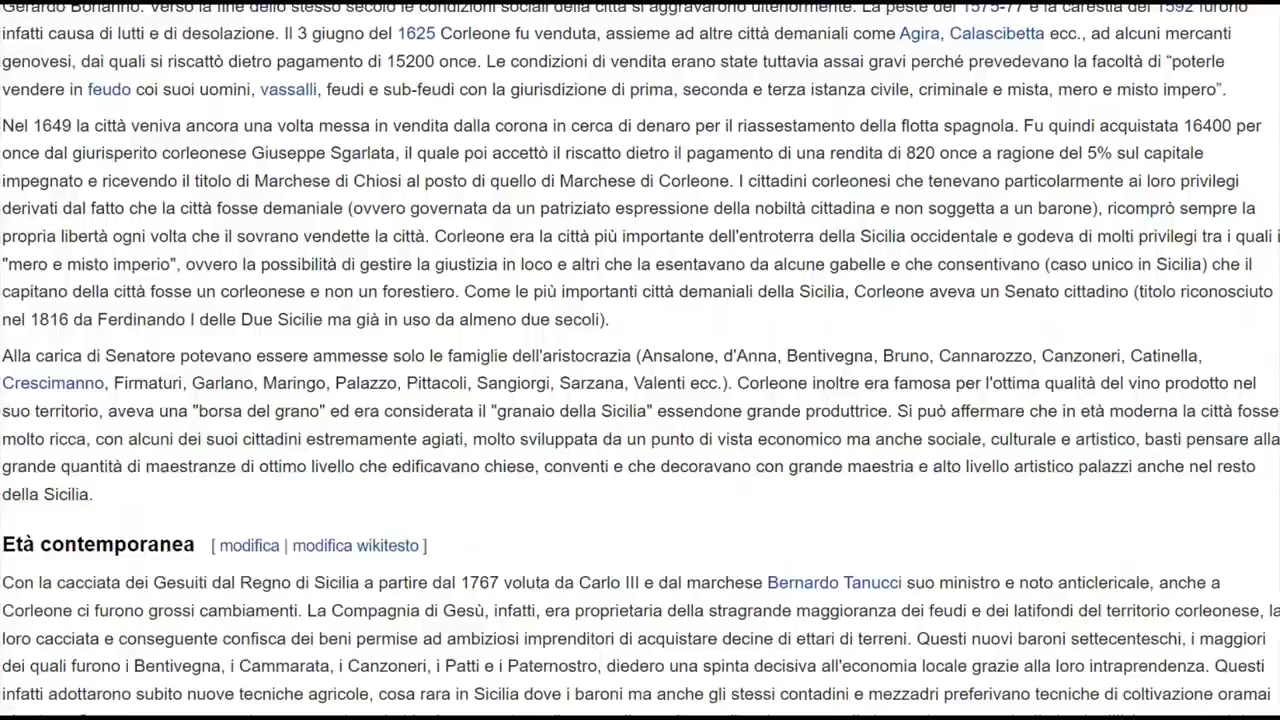 Gerardo Bonanno. Verso la fine dello stesso secolo le condizioni sociali della città si aggravarono ulteriormente. La peste del 1575-77 e la carestia del 1592 furono
infatti causa di lutti e di desolazione. Il 3 giugno del 1625 Corleone fu venduta, assieme ad altre città demaniali come Agira, Calascibetta ecc., ad alcuni mercanti
genovesi, dai quali si riscattò dietro pagamento di 15200 once. Le condizioni di vendita erano state tuttavia assai gravi perché prevedevano la facoltà di “poterle
vendere in feudo coi suoi uomini, vassalli, feudi e sub-feudi con la giurisdizione di prima, seconda e terza istanza civile, criminale e mista, mero e misto impero”.
Nel 1649 la città veniva ancora una volta messa in vendita dalla corona in cerca di denaro per il riassestamento della flotta spagnola. Fu quindi acquistata 16400 per
once dal giurisperito corleonese Giuseppe Sgarlata, il quale poi accettò il riscatto dietro il pagamento di una rendita di 820 once a ragione del 5% sul capitale
impegnato e ricevendo il titolo di Marchese di Chiosi al posto di quello di Marchese di Corleone. I cittadini corleonesi che tenevano particolarmente ai loro privilegi
derivati dal fatto che la città fosse demaniale (ovvero governata da un patriziato espressione della nobiltà cittadina e non soggetta a un barone), ricomprò sempre la
propria libertà ogni volta che il sovrano vendette la città. Corleone era la città più importante dell'entroterra della Sicilia occidentale e godeva di molti privilegi tra i quali i
"mero e misto imperio", ovvero la possibilità di gestire la giustizia in loco e altri che la esentavano da alcune gabelle e che consentivano (caso unico in Sicilia) che il
capitano della città fosse un corleonese e non un forestiero. Come le più importanti città demaniali della Sicilia, Corleone aveva un Senato cittadino (titolo riconosciuto
nel 1816 da Ferdinando I delle Due Sicilie ma già in uso da almeno due secoli).
Alla carica di Senatore potevano essere ammesse solo le famiglie dell'aristocrazia (Ansalone, d'Anna, Bentivegna, Bruno, Cannarozzo, Canzoneri, Catinella,
Crescimanno, Firmaturi, Garlano, Maringo, Palazzo, Pittacoli, Sangiorgi, Sarzana, Valenti ecc.). Corleone inoltre era famosa per l'ottima qualità del vino prodotto nel
suo territorio, aveva una "borsa del grano" ed era considerata il "granaio della Sicilia" essendone grande produttrice. Si può affermare che in età moderna la città fosse
molto ricca, con alcuni dei suoi cittadini estremamente agiati, molto sviluppata da un punto di vista economico ma anche sociale, culturale e artistico, basti pensare alla
grande quantità di maestranze di ottimo livello che edificavano chiese, conventi e che decoravano con grande maestria e alto livello artistico palazzi anche nel resto
della Sicilia.
Età contemporanea [ modifica | modifica wikitesto ]
Con la cacciata dei Gesuiti dal Regno di Sicilia a partire dal 1767 voluta da Carlo III e dal marchese Bernardo Tanucci suo ministro e noto anticlericale, anche a
Corleone ci furono grossi cambiamenti. La Compagnia di Gesù, infatti, era proprietaria della stragrande maggioranza dei feudi e dei latifondi del territorio corleonese, la
loro cacciata e conseguente confisca dei beni permise ad ambiziosi imprenditori di acquistare decine di ettari di terreni. Questi nuovi baroni settecenteschi, i maggiori
dei quali furono i Bentivegna, i Cammarata, i Canzoneri, i Patti e i Paternostro, diedero una spinta decisiva all'economia locale grazie alla loro intraprendenza. Questi
infatti adottarono subito nuove tecniche agricole, cosa rara in Sicilia dove i baroni ma anche gli stessi contadini e mezzadri preferivano tecniche di coltivazione oramai